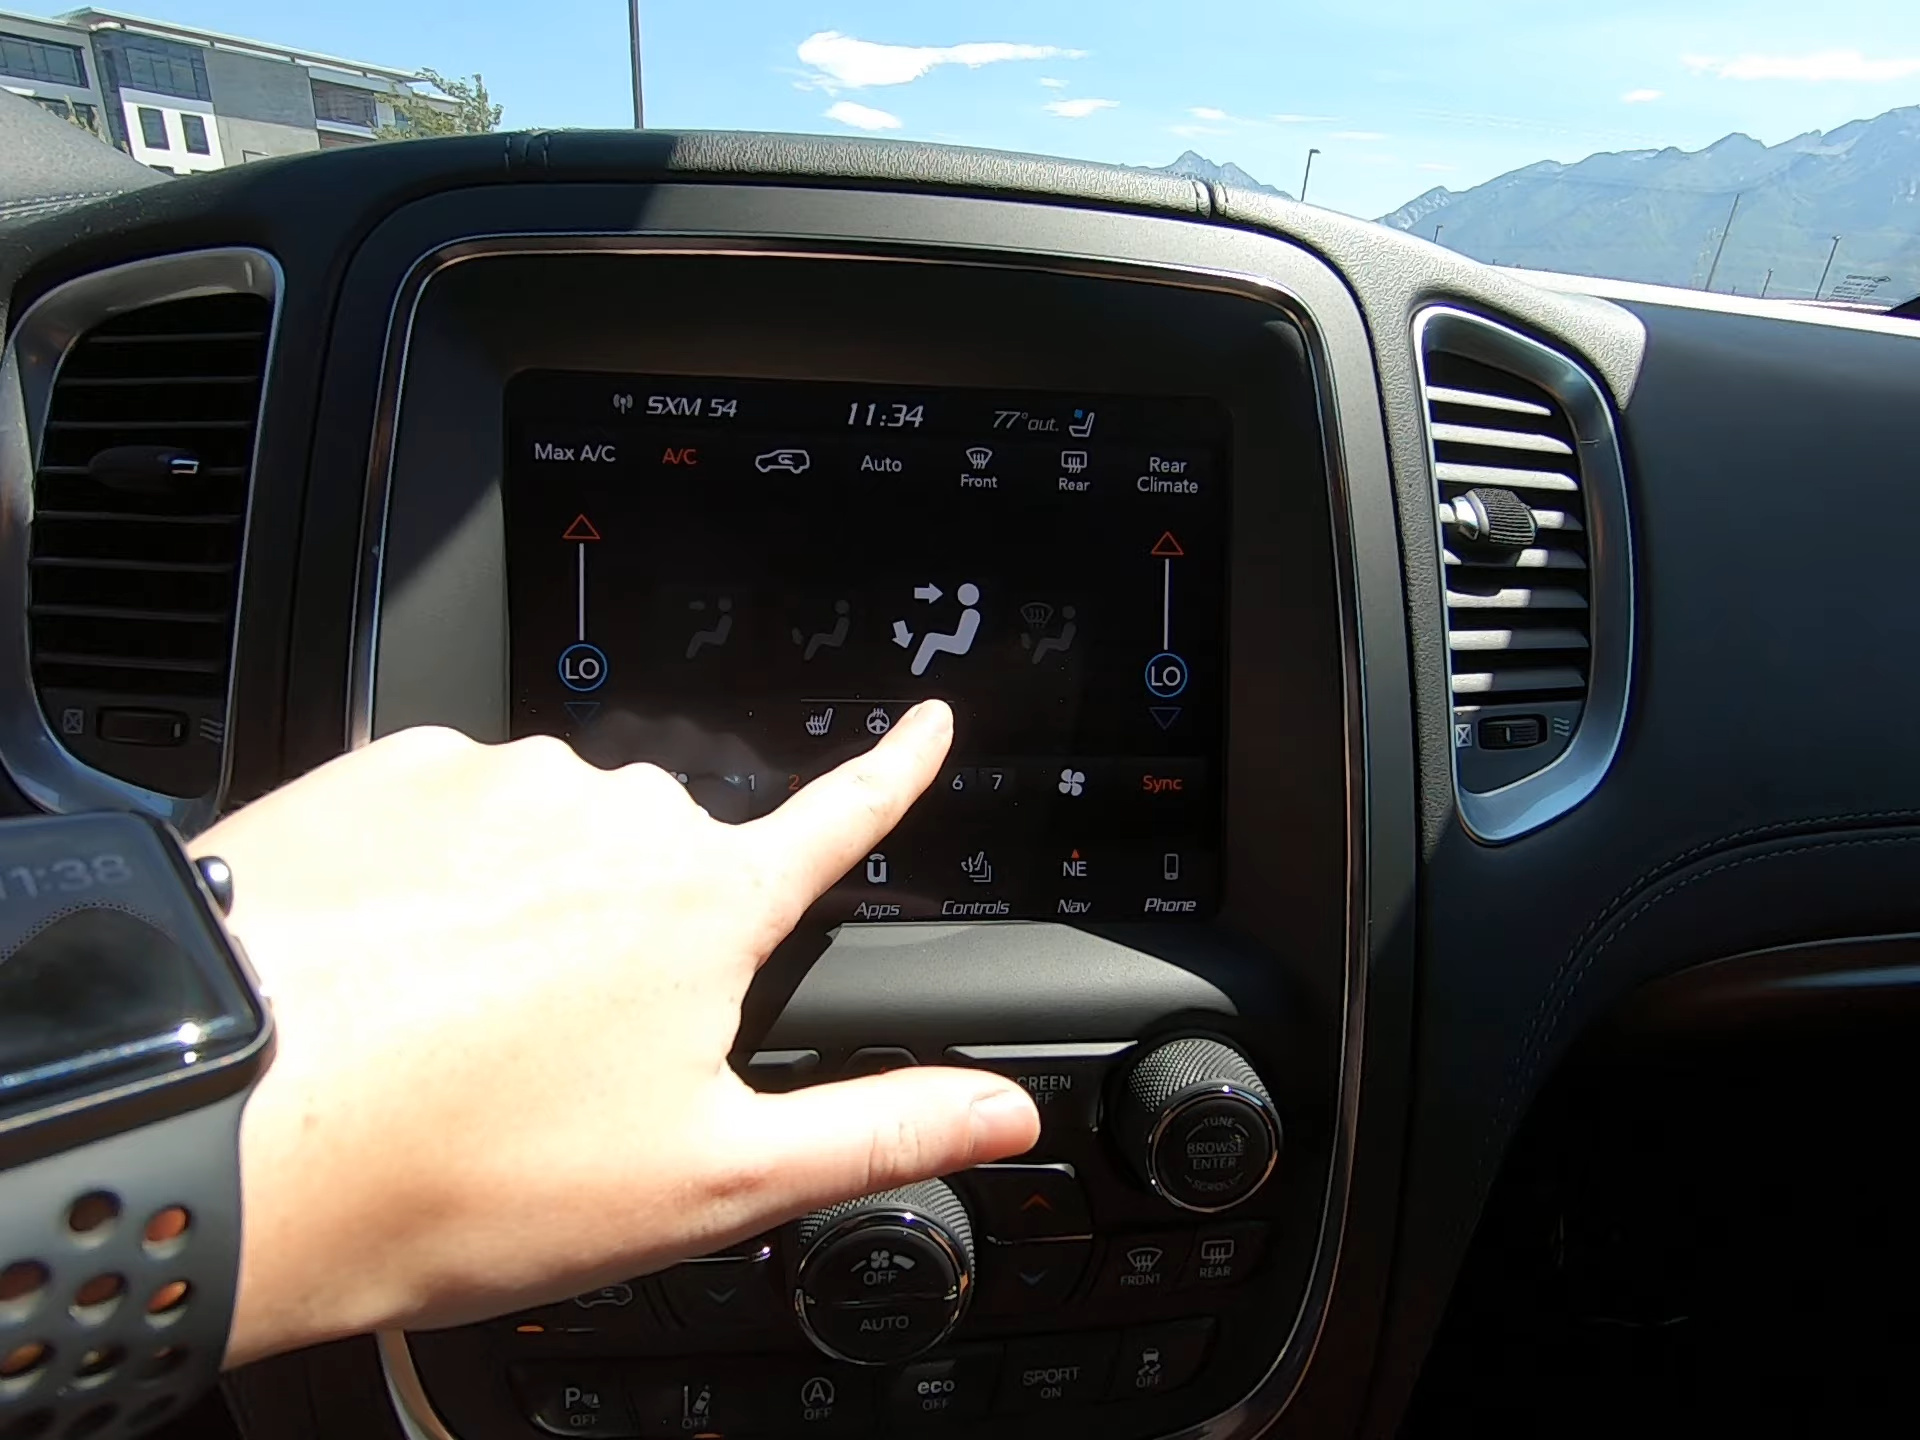 SXM 54 11:34 77° out.
Max A/C A/C Auto Front Rear Rear Climate
LO LO
1 2 6 7 Sync
11:38
NE
Apps Controls Nav Phone
TUNE
BROWSE
ENTER
SCROLL
OFF
AUTO
FRONT REAR
P OFF
OFF
A OFF
eco OFF
SPORT ON
OFF